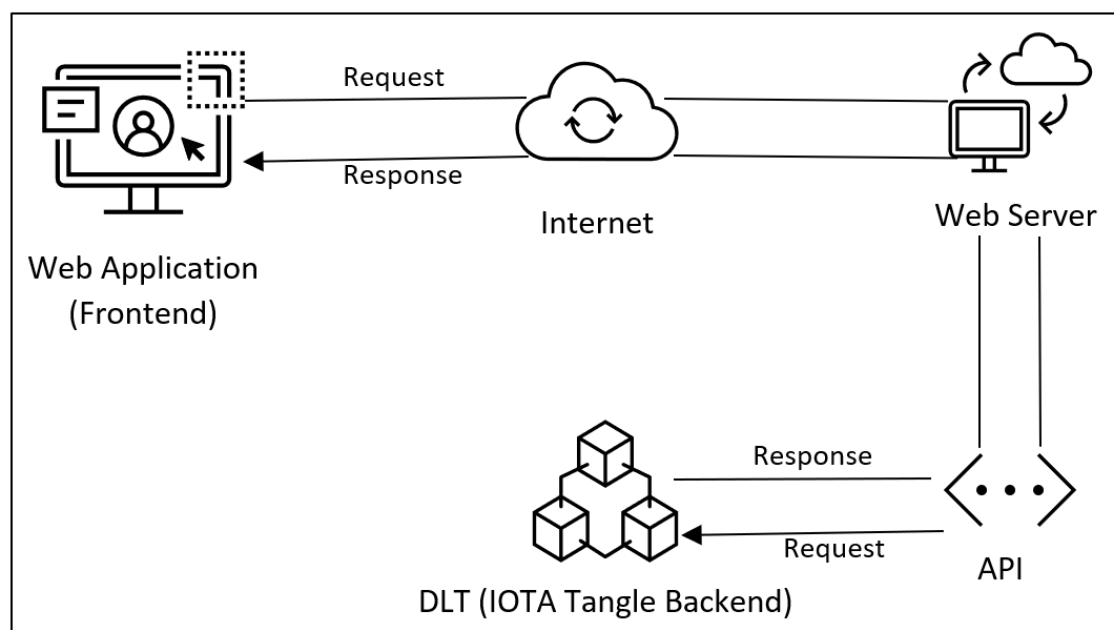 Request
Response
Internet
Web Server
Web Application
(Frontend)
Response
Request
API
DLT (IOTA Tangle Backend)